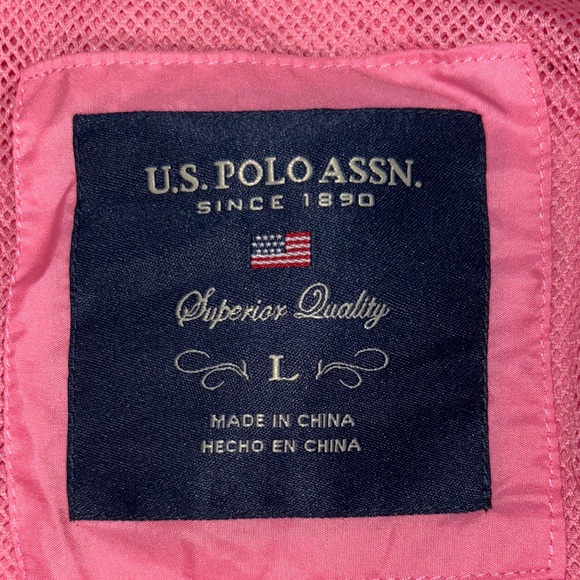 U.S. POLO ASSN.
SINCE 1890
Superior Quality
L
MADE IN CHINA
HECHO EN CHINA